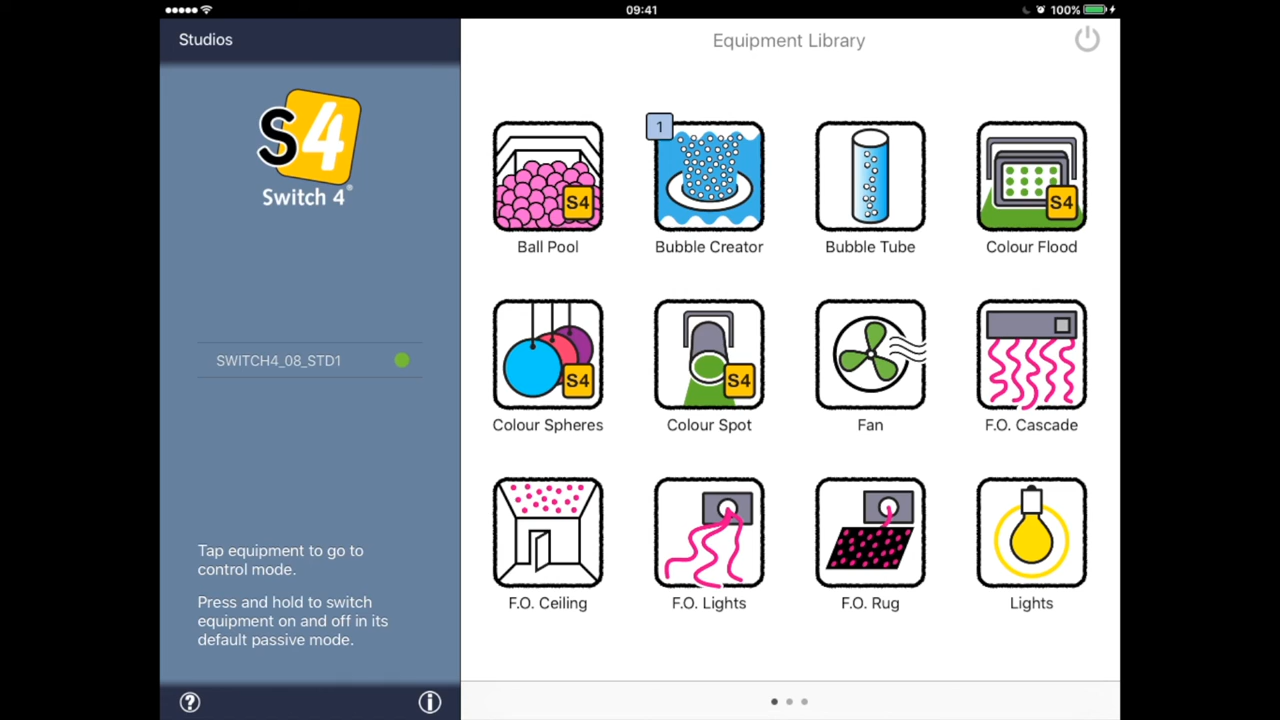 09:41
100%
Studios
Equipment Library
S4
Switch 4®
SWITCH4_08_STD1
Tap equipment to go to
control mode.
Press and hold to switch
equipment on and off in its
default passive mode.
?
i
1
S4
S4
Ball Pool
Bubble Creator
Bubble Tube
Colour Flood
S4
S4
Colour Spheres
Colour Spot
Fan
F.O. Cascade
F.O. Ceiling
F.O. Lights
F.O. Rug
Lights